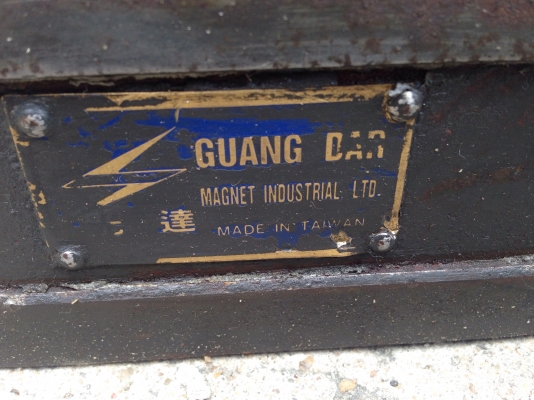 GUANG DAR
MAGNET INDUSTRIAL LTD.
達 MADE IN TAIWAN